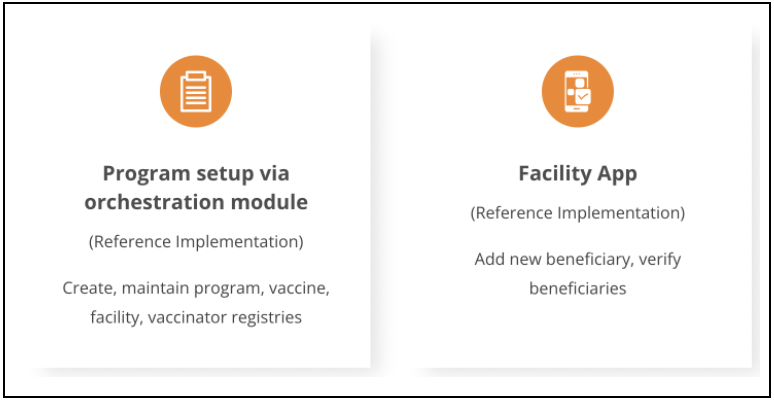 Program setup via
orchestration module
(Reference Implementation)
Create, maintain program, vaccine,
facility, vaccinator registries
Facility App
(Reference Implementation)
Add new beneficiary, verify
beneficiaries